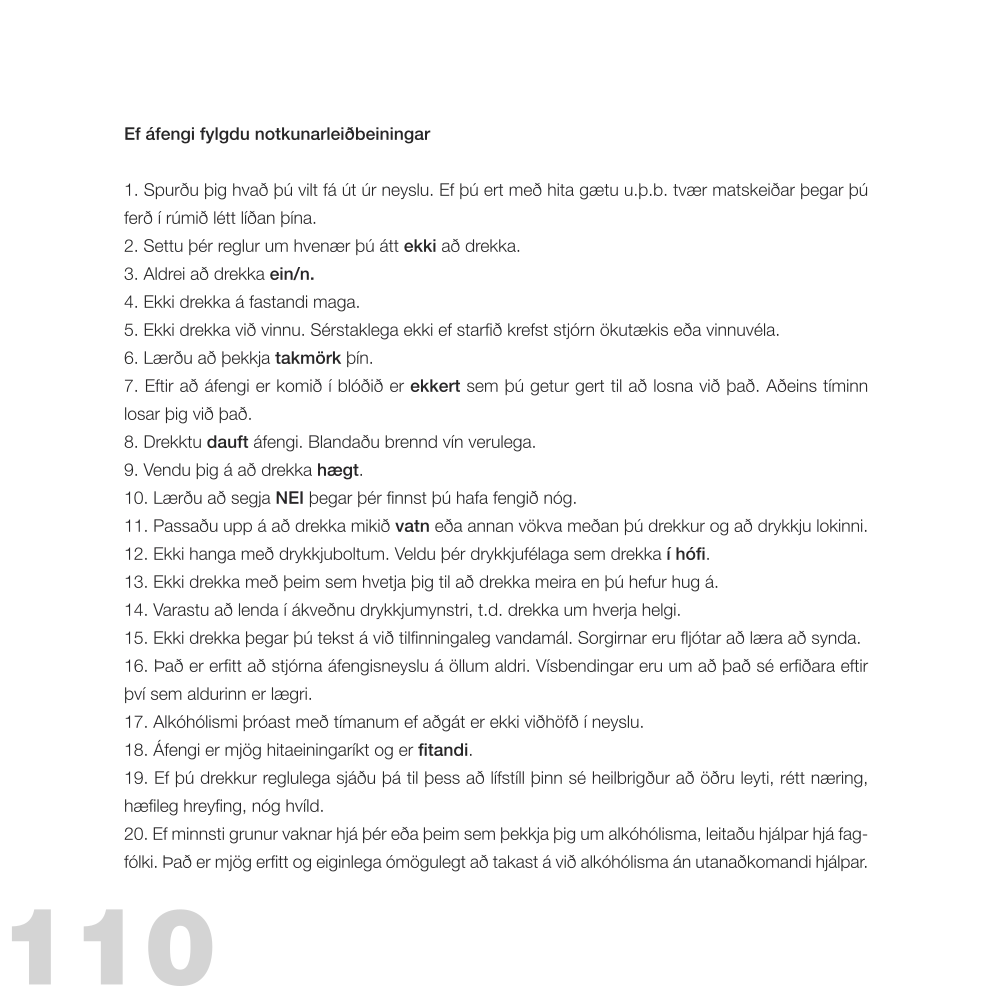 Ef áfengi fylgdu notkunarleiðbeiningar
1. Spurðu þig hvað þú vilt fá út úr neyslu. Ef þú ert með hita gætu u.þ.b. tvær matskeiðar þegar þú
ferð í rúmið létt líðan þína.
2. Settu þér reglur um hvenær þú átt ekki að drekka.
3. Aldrei að drekka ein/n.
4. Ekki drekka á fastandi maga.
5. Ekki drekka við vinnu. Sérstaklega ekki ef starfið krefst stjórn ökutækis eða vinnuvéla.
6. Lærðu að þekkja takmörk þín.
7. Eftir að áfengi er komið í blóðið er ekkert sem þú getur gert til að losna við það. Aðeins tíminn
losar þig við það.
8. Drekktu dauft áfengi. Blandaðu brennd vín verulega.
9. Vendu þig á að drekka hægt.
10. Lærðu að segja NEI þegar þér finnst þú hafa fengið nóg.
11. Passaðu upp á að drekka mikið vatn eða annan vökva meðan þú drekkur og að drykkju lokinni.
12. Ekki hanga með drykkjuboltum. Veldu þér drykkjufélaga sem drekka í hófi.
13. Ekki drekka með þeim sem hvetja þig til að drekka meira en þú hefur hug á.
14. Varastu að lenda í ákveðnu drykkjumynstri, t.d. drekka um hverja helgi.
15. Ekki drekka þegar þú tekst á við tilfinningaleg vandamál. Sorgirnar eru fljótar að læra að synda.
16. Það er erfitt að stjórna áfengisneyslu á öllum aldri. Vísbendingar eru um að það sé erfiðara eftir
því sem aldurinn er lægri.
17. Alkóhólismi þróast með tímanum ef aðgát er ekki viðhöfð í neyslu.
18. Áfengi er mjög hitaeiningaríkt og er fitandi.
19. Ef þú drekkur reglulega sjáðu þá til þess að lífstíll þinn sé heilbrigður að öðru leyti, rétt næring,
hæfileg hreyfing, nóg hvíld.
20. Ef minnsti grunur vaknar hjá þér eða þeim sem þekkja þig um alkóhólisma, leitaðu hjálpar hjá fag-
fólki. Það er mjög erfitt og eiginlega ómögulegt að takast á við alkóhólisma án utanaðkomandi hjálpar.
110